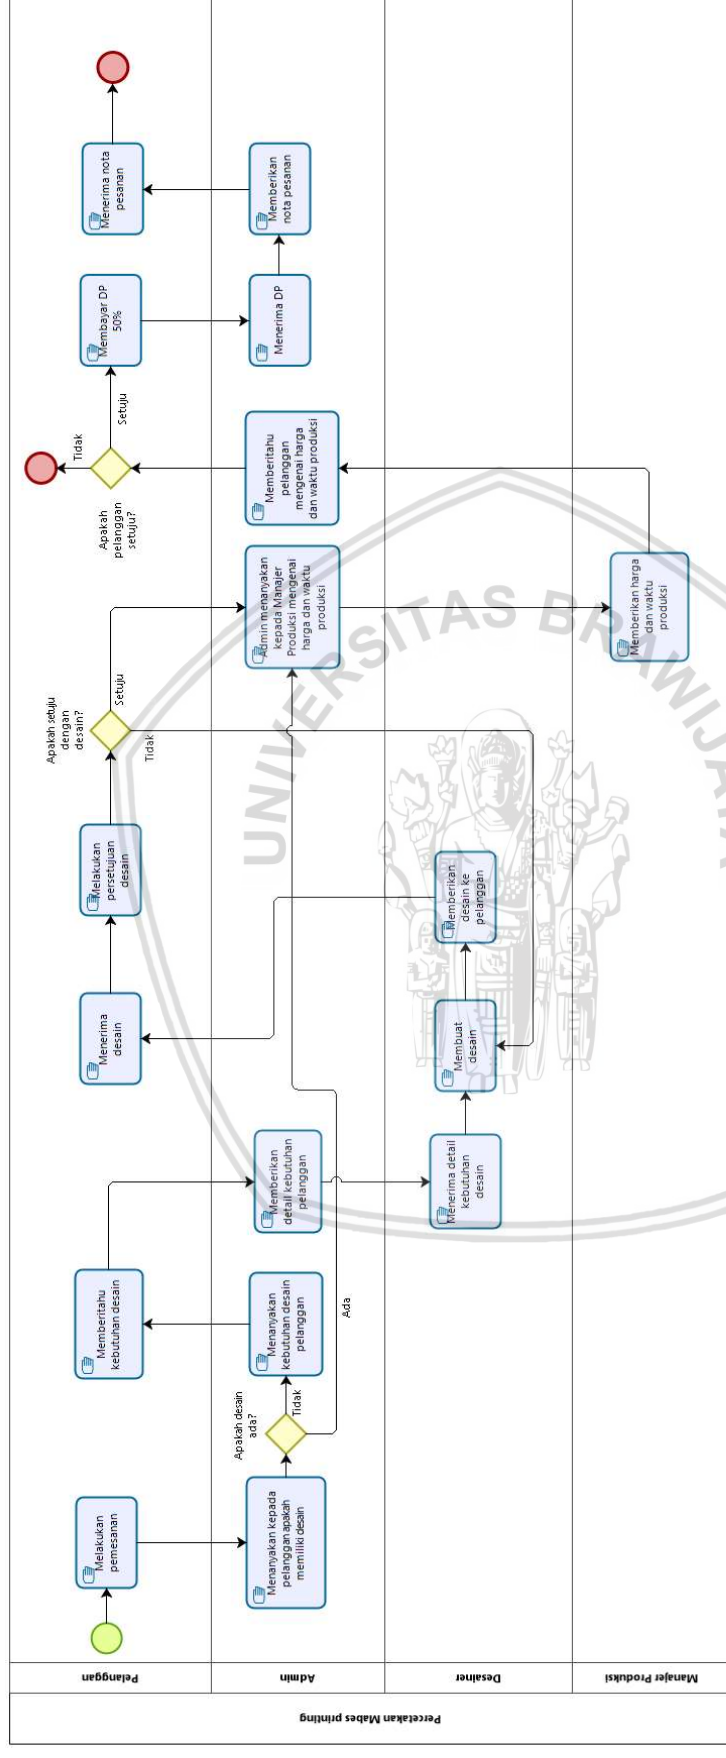 Percetakan Mabes printing
Pelanggan
Admin
Desainer
Manajer Produksi
Melakukan
pemesanan
Menanyakan kepada
pelanggan apakah
memiliki desain
Apakah desain
ada?
Tidak
Ada
Menanyakan
kebutuhan desain
pelanggan
Memberitahu
kebutuhan desain
Memberikan
detail kebutuhan
pelanggan
Menerima detail
kebutuhan
desain
Membuat
desain
Memberikan
desain ke
pelanggan
Menerima
desain
Melakukan
persetujuan
desain
Apakah setuju
dengan
desain?
Tidak
Setuju
Admin menanyakan
kepada Manajer
Produksi mengenai
harga dan waktu
produksi
Memberikan harga
dan waktu
produksi
Memberitahu
pelanggan
mengenai harga
dan waktu produksi
Apakah
pelanggan
setuju?
Tidak
Setuju
Membayar DP
50%
Menerima DP
Memberikan
nota pesanan
Menerima nota
pesanan
UNIVERSITAS BRAWIJA